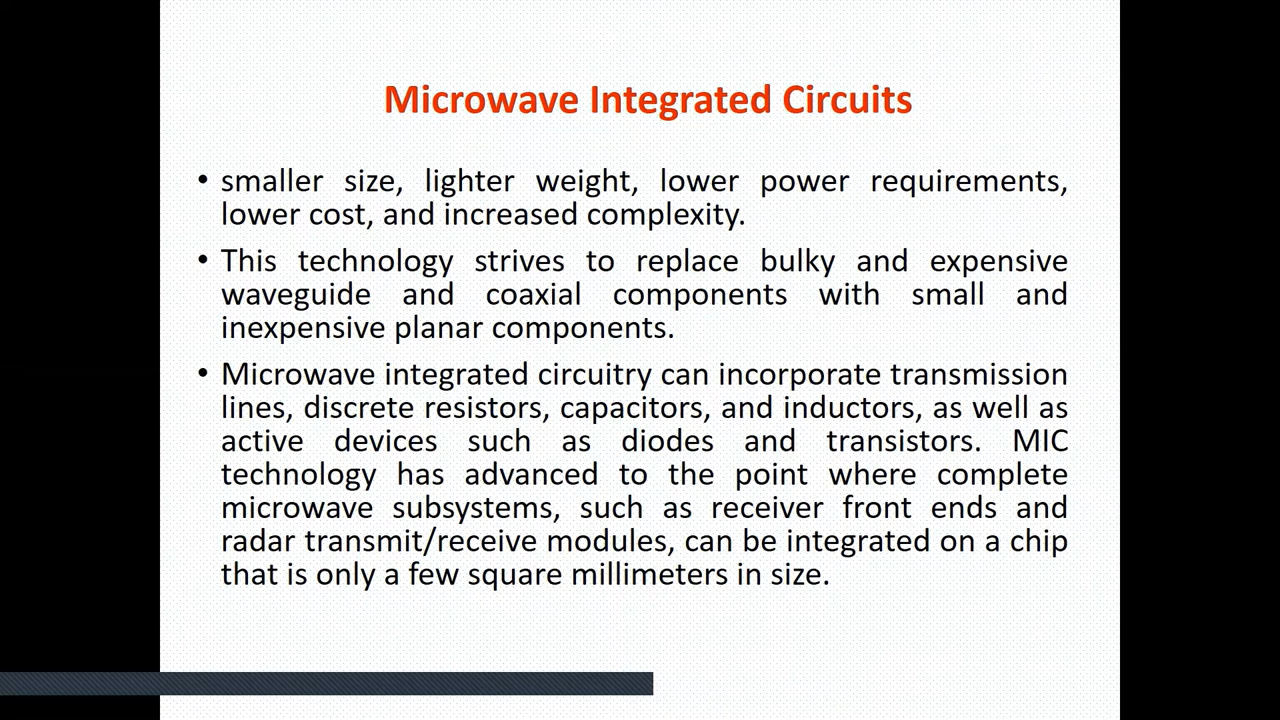 Microwave Integrated Circuits
• smaller size, lighter weight, lower power requirements,
lower cost, and increased complexity.
• This technology strives to replace bulky and expensive
waveguide and coaxial components with small and
inexpensive planar components.
• Microwave integrated circuitry can incorporate transmission
lines, discrete resistors, capacitors, and inductors, as well as
active devices such as diodes and transistors. MIC
technology has advanced to the point where complete
microwave subsystems, such as receiver front ends and
radar transmit/receive modules, can be integrated on a chip
that is only a few square millimeters in size.